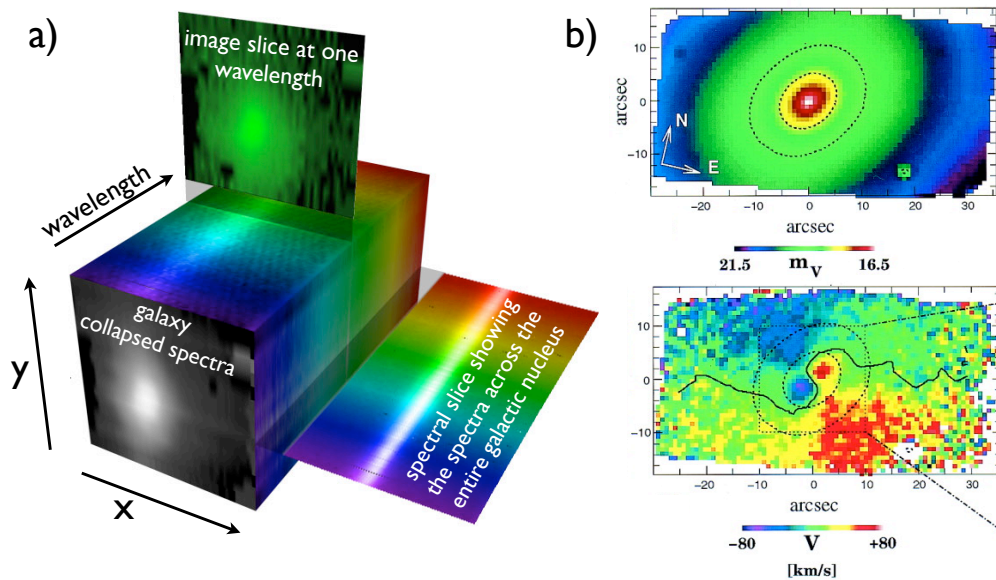 a)
image slice at one
wavelength
wavelength
galaxy
collapsed spectra
spectral slice showing
the spectra across the
entire galactic nucleus
y
x
b)
arcsec
10
0
−10
N
E
−20
−10
0
10
20
30
arcsec
21.5
m_V
16.5
arcsec
10
0
−10
−20
−10
0
10
20
30
arcsec
−80
V
+80
[km/s]